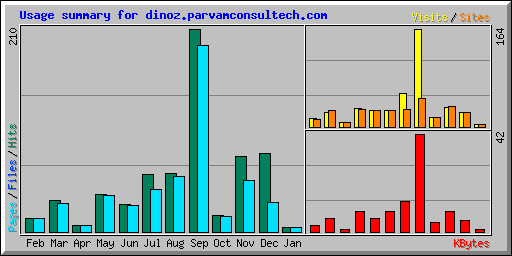 Usage summary for dinoz.parvamconsultech.com
Visits / Sites
210
164
42
Pages / Files / Hits
Feb Mar Apr May Jun Jul Aug Sep Oct Nov Dec Jan
KBytes